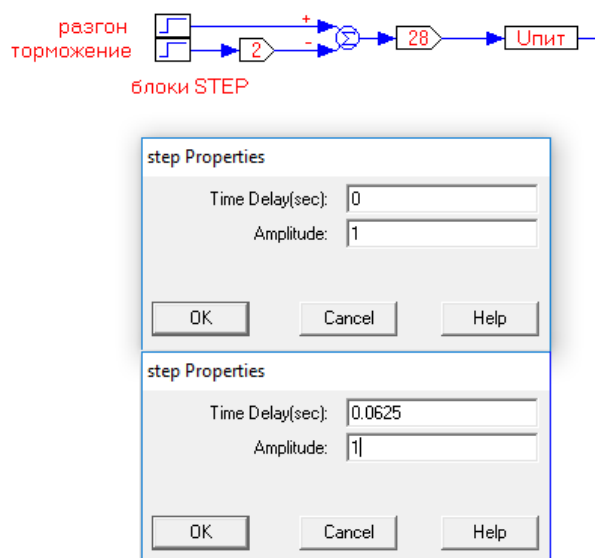 разгон
+
торможение
2
-
Σ
28
Uпит
блоки STEP
step Properties
Time Delay(sec): 0
Amplitude: 1
OK Cancel Help
step Properties
Time Delay(sec): 0.0625
Amplitude: 1
OK Cancel Help